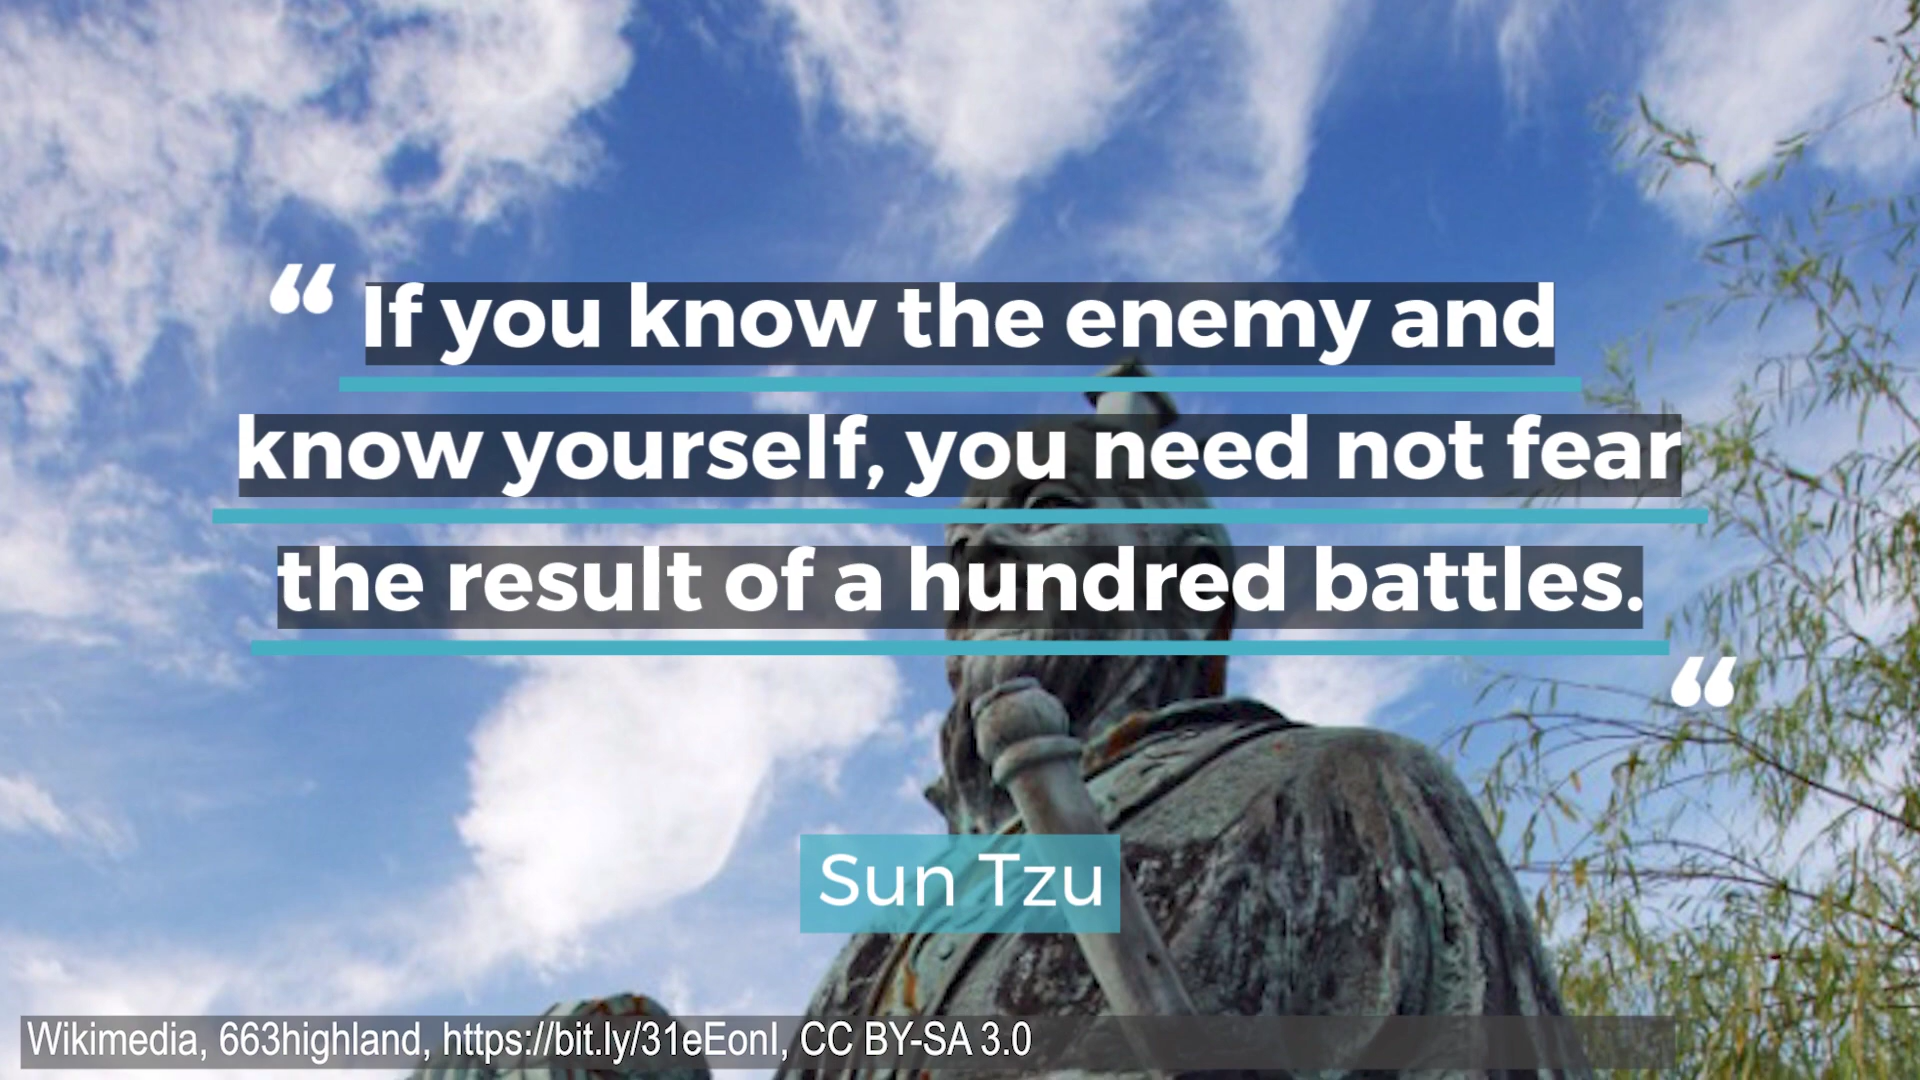 “ If you know the enemy and
know yourself, you need not fear
the result of a hundred battles. “
Sun Tzu
Wikimedia, 663highland, https://bit.ly/31eEonI, CC BY-SA 3.0